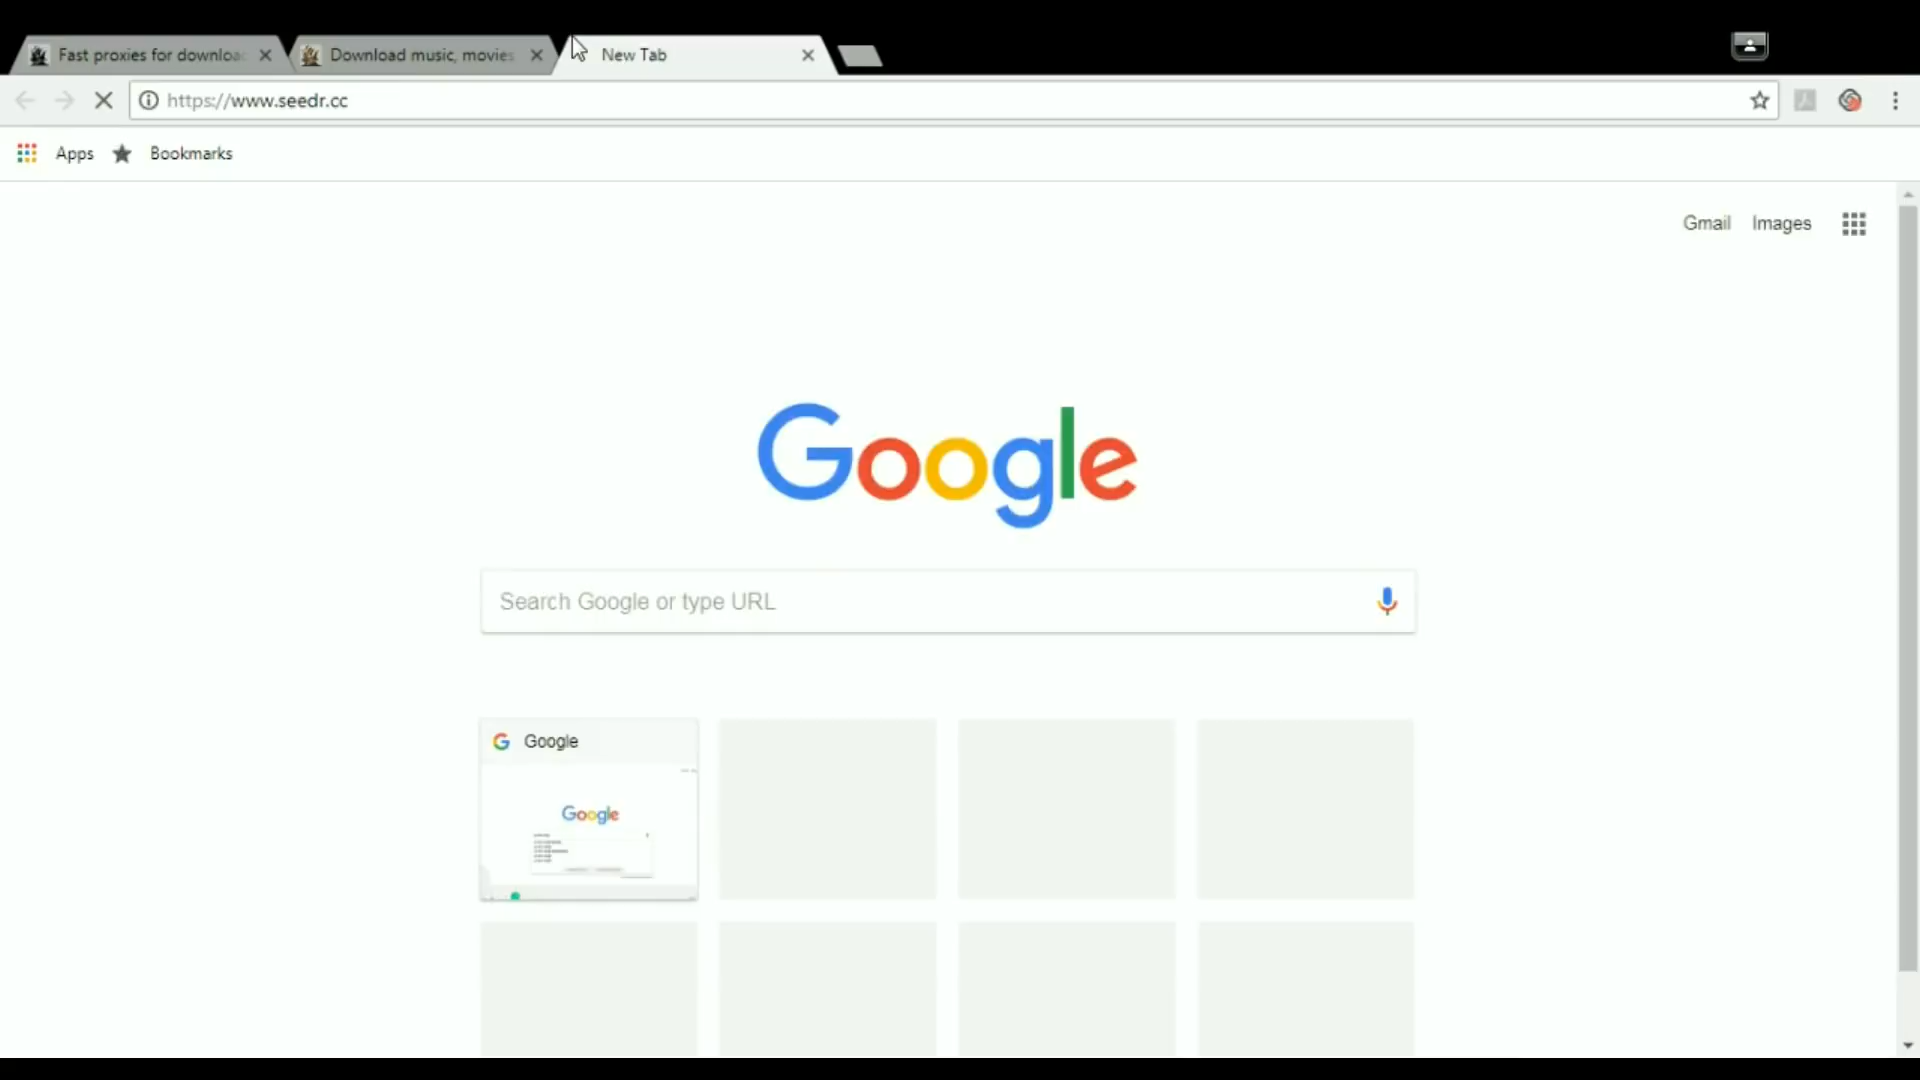 Fast proxies for downloa
Download music, movies
New Tab
https://www.seedr.cc
Apps
Bookmarks
Gmail
Images
Google
Search Google or type URL
Google
Google